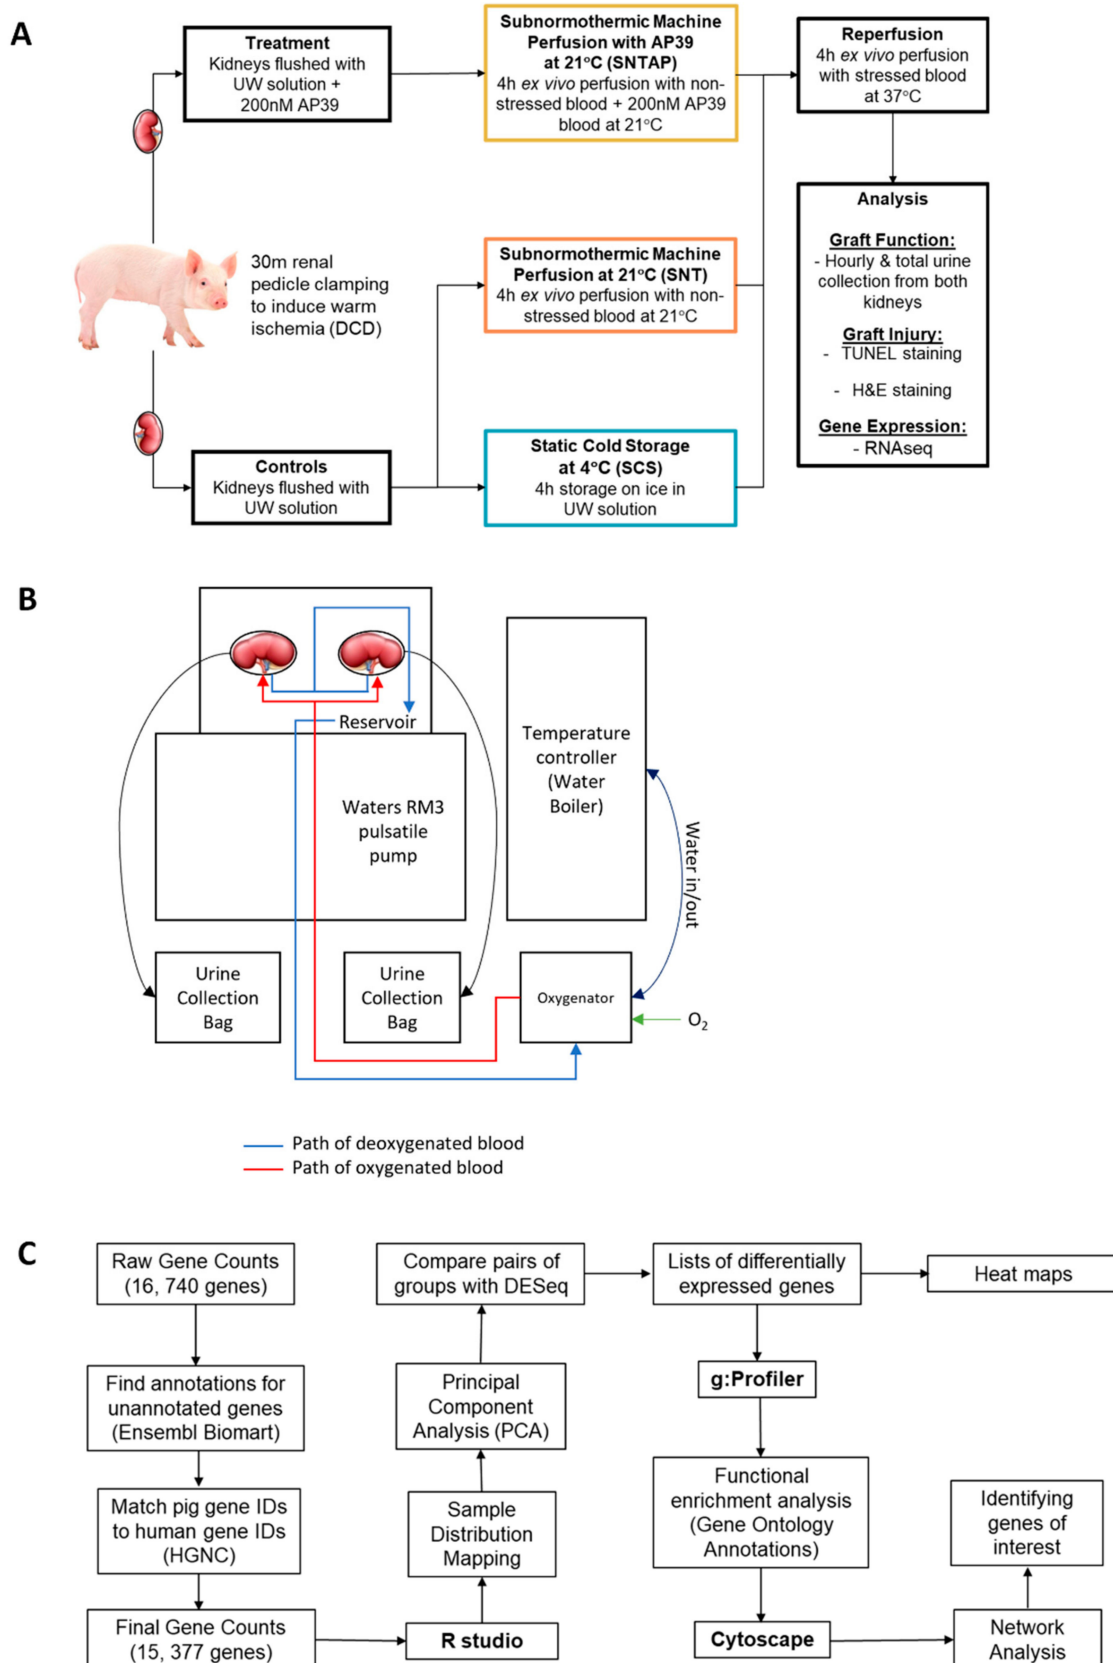 A
Treatment
Kidneys flushed with
UW solution +
200nM AP39
Subnormothermic Machine
Perfusion with AP39
at 21°C (SNTAP)
4h ex vivo perfusion with non-
stressed blood + 200nM AP39
blood at 21°C
Reperfusion
4h ex vivo perfusion
with stressed blood
at 37°C
30m renal
pedicle clamping
to induce warm
ischemia (DCD)
Subnormothermic Machine
Perfusion at 21°C (SNT)
4h ex vivo perfusion with non-
stressed blood at 21°C
Analysis
Graft Function:
- Hourly & total urine
collection from both
kidneys
Graft Injury:
- TUNEL staining
- H&E staining
Gene Expression:
- RNAseq
Controls
Kidneys flushed with
UW solution
Static Cold Storage
at 4°C (SCS)
4h storage on ice in
UW solution
B
Reservoir
Waters RM3
pulsatile
pump
Temperature
controller
(Water
Boiler)
Water in/out
Urine
Collection
Bag
Urine
Collection
Bag
Oxygenator
O₂
Path of deoxygenated blood
Path of oxygenated blood
C
Raw Gene Counts
(16, 740 genes)
Find annotations for
unannotated genes
(Ensembl Biomart)
Match pig gene IDs
to human gene IDs
(HGNC)
Final Gene Counts
(15, 377 genes)
R studio
Sample
Distribution
Mapping
Principal
Component
Analysis (PCA)
Compare pairs of
groups with DESeq
Lists of differentially
expressed genes
Heat maps
g:Profiler
Functional
enrichment analysis
(Gene Ontology
Annotations)
Cytoscape
Network
Analysis
Identifying
genes of
interest